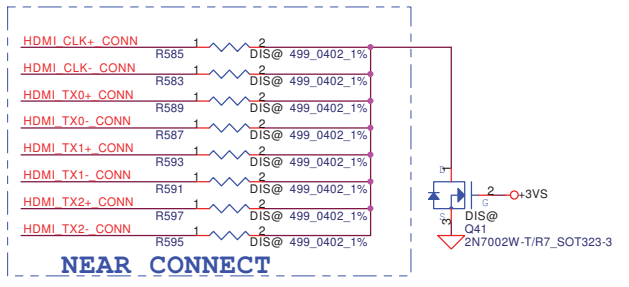 HDMI_CLK+_CONN 1 2
R585 DIS@ 499_0402_1%
HDMI_CLK-_CONN 1 2
R583 DIS@ 499_0402_1%
HDMI_TX0+_CONN 1 2
R589 DIS@ 499_0402_1%
HDMI_TX0-_CONN 1 2
R587 DIS@ 499_0402_1%
HDMI_TX1+_CONN 1 2
R593 DIS@ 499_0402_1%
HDMI_TX1-_CONN 1 2
R591 DIS@ 499_0402_1%
HDMI_TX2+_CONN 1 2
R597 DIS@ 499_0402_1%
HDMI_TX2-_CONN 1 2
R595 DIS@ 499_0402_1%
NEAR CONNECT
D 1
2 +3VS
G
S 3
DIS@
Q41
2N7002W-T/R7_SOT323-3